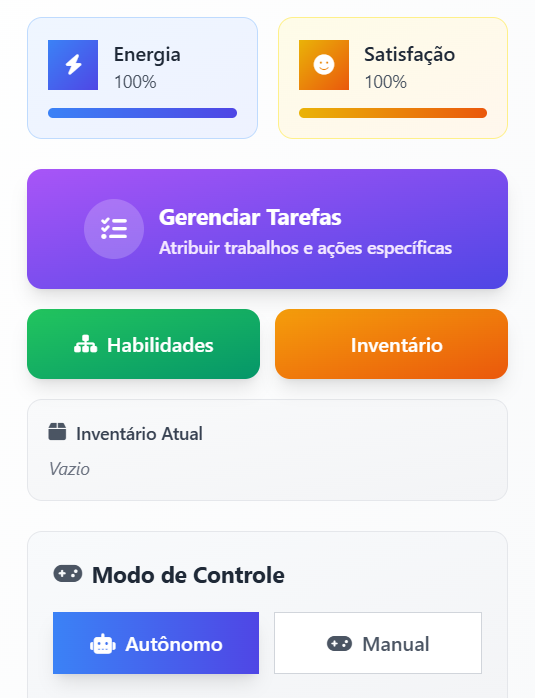 Energia
100%
Satisfação
100%
Gerenciar Tarefas
Atribuir trabalhos e ações específicas
Habilidades
Inventário
Inventário Atual
Vazio
Modo de Controle
Autônomo
Manual